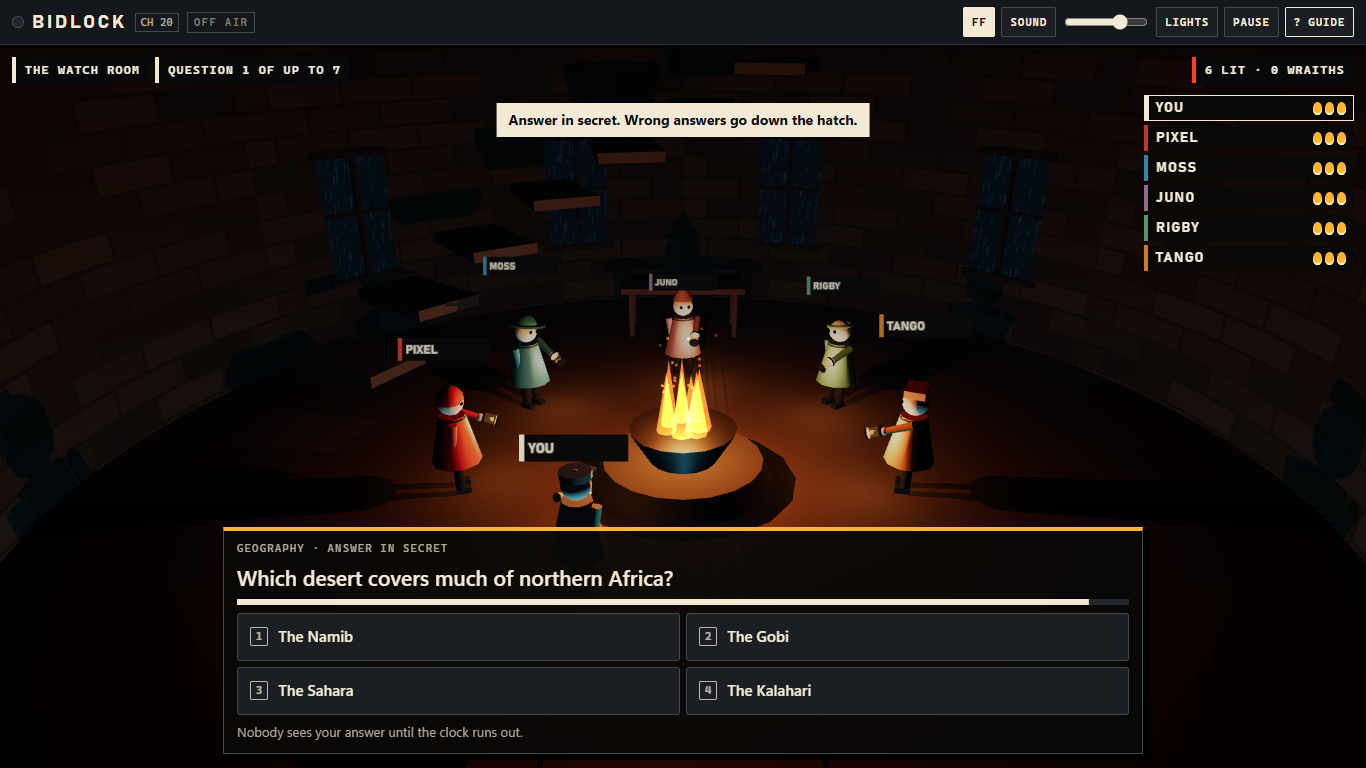 BIDLOCK CH 20 OFF AIR FF SOUND LIGHTS PAUSE ? GUIDE
THE WATCH ROOM QUESTION 1 OF UP TO 7 6 LIT · 0 WRAITHS
Answer in secret. Wrong answers go down the hatch.
YOU
PIXEL
MOSS
JUNO
RIGBY
TANGO
MOSS
JUNO
RIGBY
TANGO
PIXEL
YOU
GEOGRAPHY · ANSWER IN SECRET
Which desert covers much of northern Africa?
1 The Namib
2 The Gobi
3 The Sahara
4 The Kalahari
Nobody sees your answer until the clock runs out.